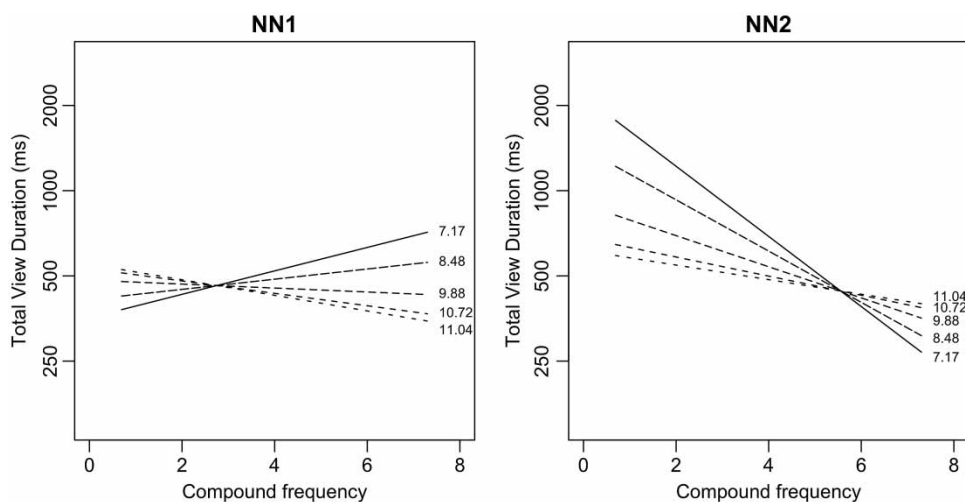 NN1
Total View Duration (ms)
2000
1000
500
250
7.17
8.48
9.88
10.72
11.04
0 2 4 6 8
Compound frequency
NN2
Total View Duration (ms)
2000
1000
500
250
11.04
10.72
9.88
8.48
7.17
0 2 4 6 8
Compound frequency